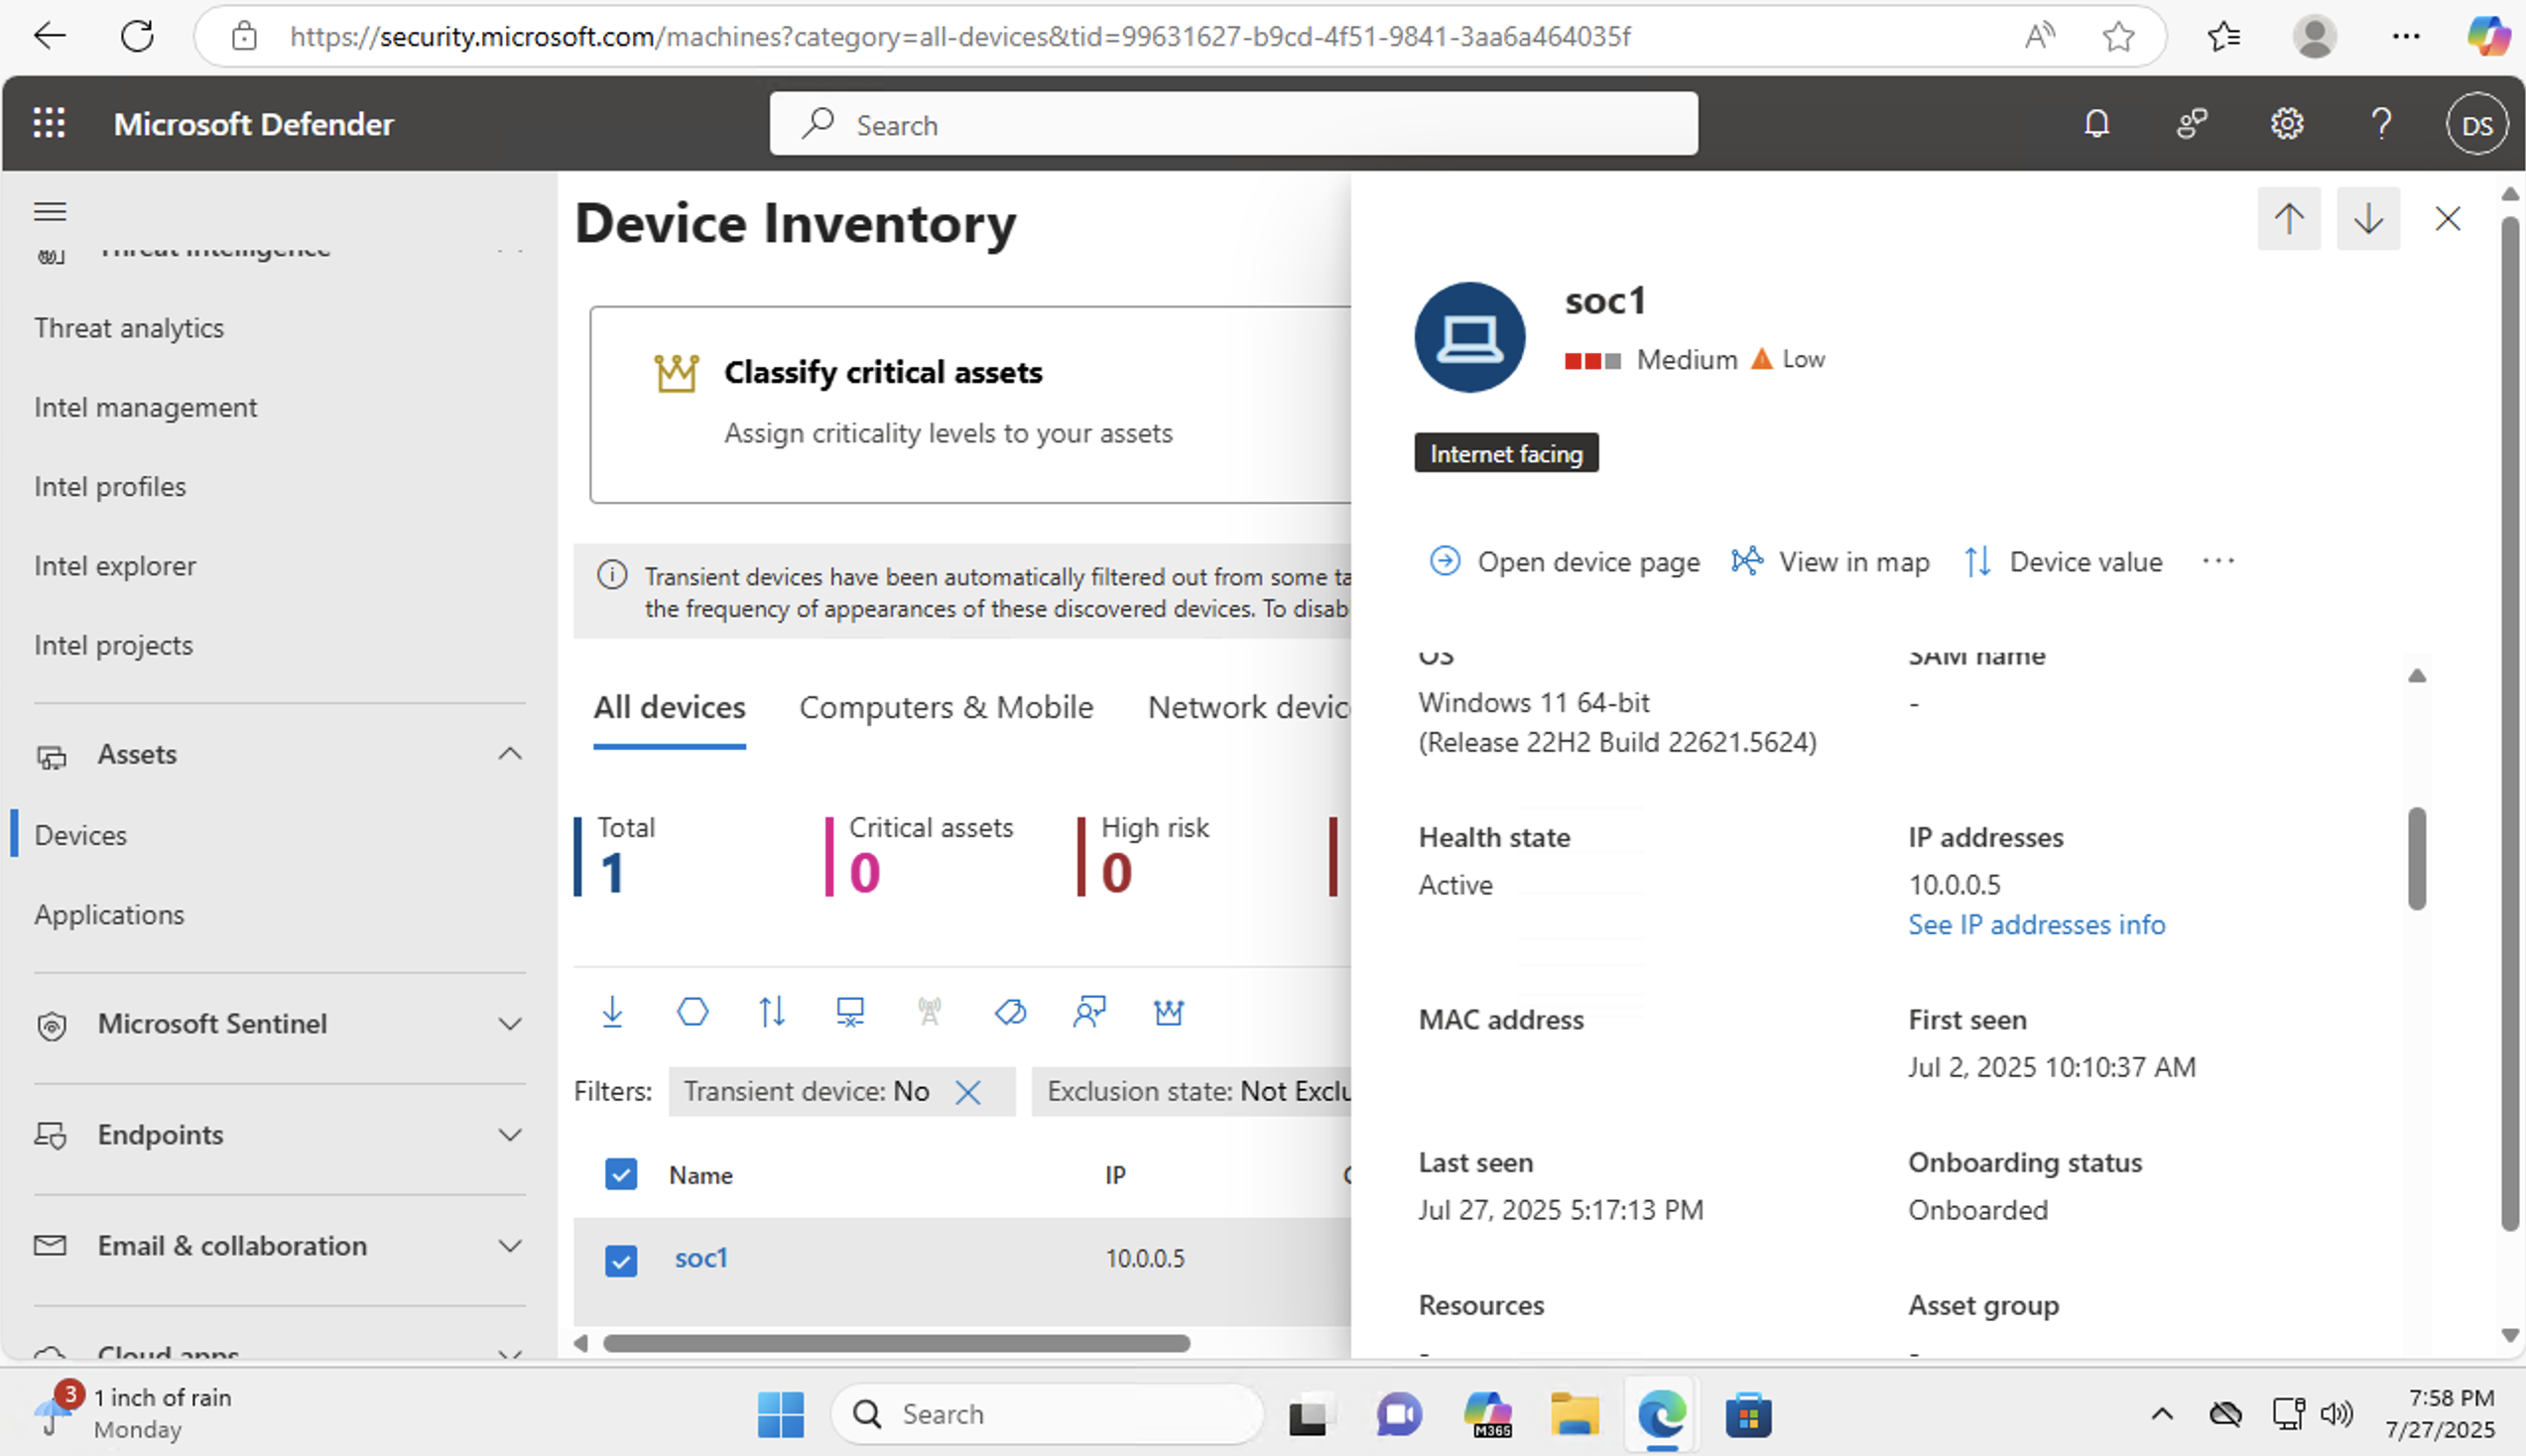 https://security.microsoft.com/machines?category=all-devices&tid=99631627-b9cd-4f51-9841-3aa6a464035f
Microsoft Defender
Search
DS
Threat intelligence
Threat analytics
Intel management
Intel profiles
Intel explorer
Intel projects
Assets
Devices
Applications
Microsoft Sentinel
Endpoints
Email & collaboration
Cloud apps
Device Inventory
Classify critical assets
Assign criticality levels to your assets
Transient devices have been automatically filtered out from some ta
the frequency of appearances of these discovered devices. To disab
All devices Computers & Mobile Network devic
Total Critical assets High risk
1 0 0
Filters: Transient device: No Exclusion state: Not Exclu
Name IP
soc1 10.0.0.5
soc1
Medium Low
Internet facing
Open device page View in map Device value
OS SAM name
Windows 11 64-bit -
(Release 22H2 Build 22621.5624)
Health state IP addresses
Active 10.0.0.5
See IP addresses info
MAC address First seen
Jul 2, 2025 10:10:37 AM
Last seen Onboarding status
Jul 27, 2025 5:17:13 PM Onboarded
Resources Asset group
- -
3 1 inch of rain
Monday
Search
M365
7:58 PM
7/27/2025